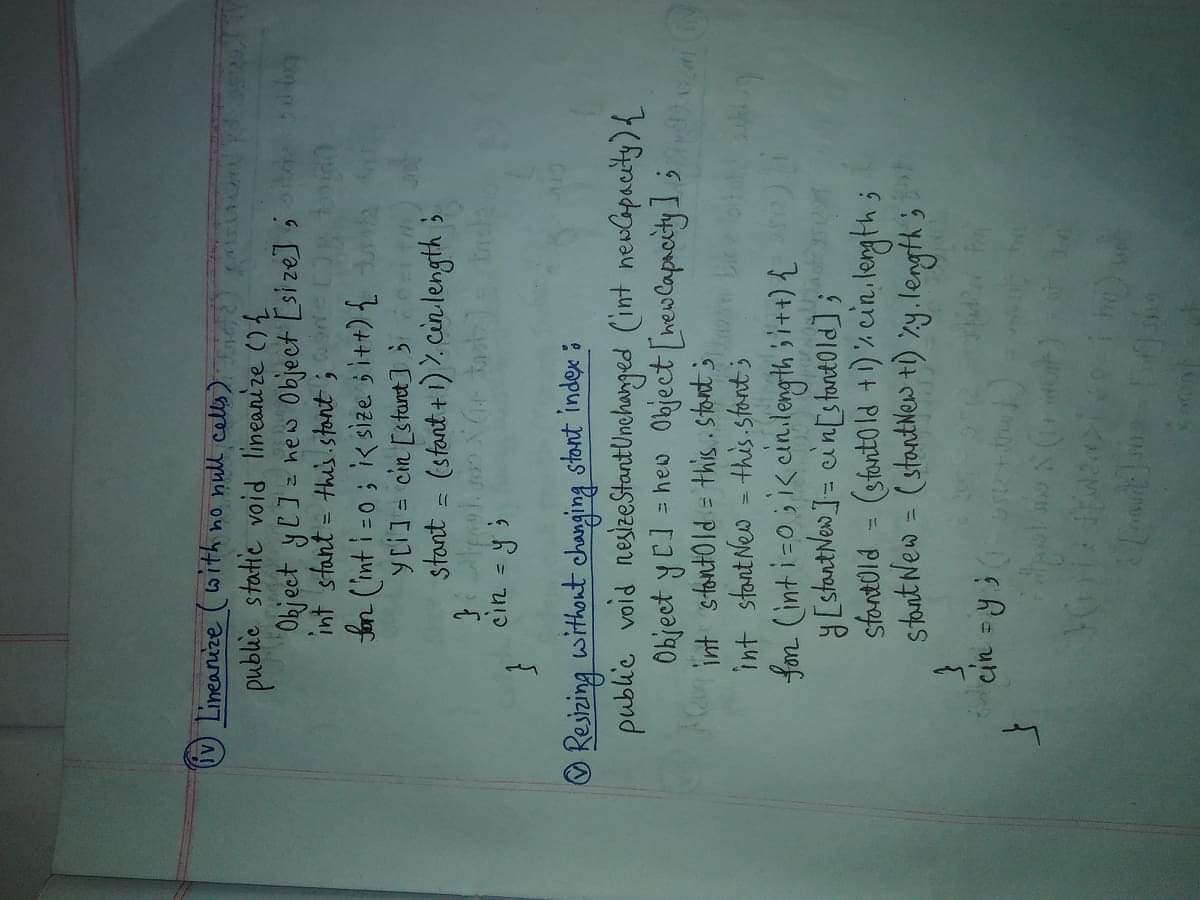 (iv) Linearize (with no null cells)
public static void linearize () {
Object y [] = new Object [size] ;
int start = this.start ;
for (int i = 0 ; i < size ; i++) {
y [i] = cir [start] ;
start = (start + 1) % cir.length ;
}
cir = y ;
}
(v) Resizing without changing start index :
public void resizeStartUnchanged (int newCapacity) {
Object y [] = new Object [newCapacity] ;
int startOld = this.start ;
int startNew = this.start ;
for (int i = 0 ; i < cir.length ; i++) {
y [startNew] = cir [startOld] ;
startOld = (startOld + 1) % cir.length ;
startNew = (startNew + 1) % y.length ;
}
cir = y ;
}